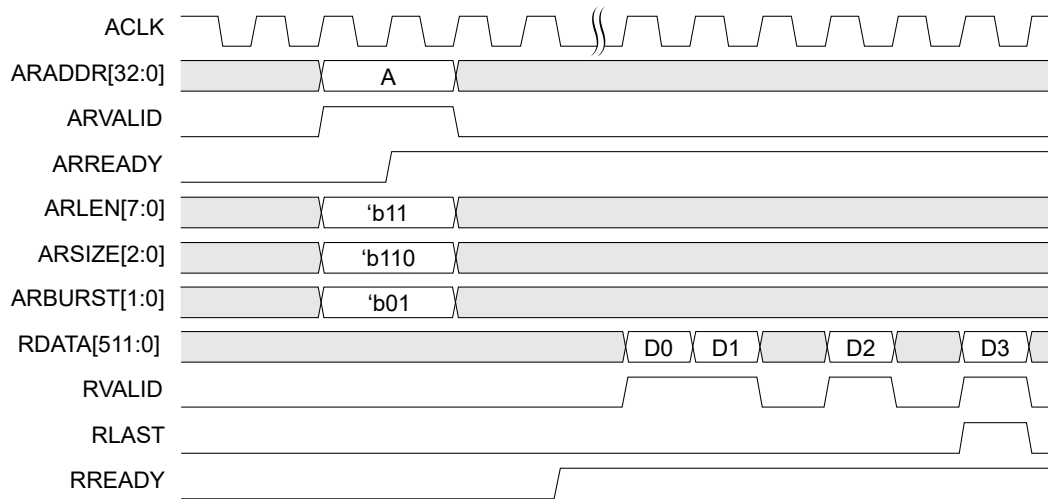 ACLK
ARADDR[32:0] A
ARVALID
ARREADY
ARLEN[7:0] ‘b11
ARSIZE[2:0] ‘b110
ARBURST[1:0] ‘b01
RDATA[511:0] D0 D1 D2 D3
RVALID
RLAST
RREADY